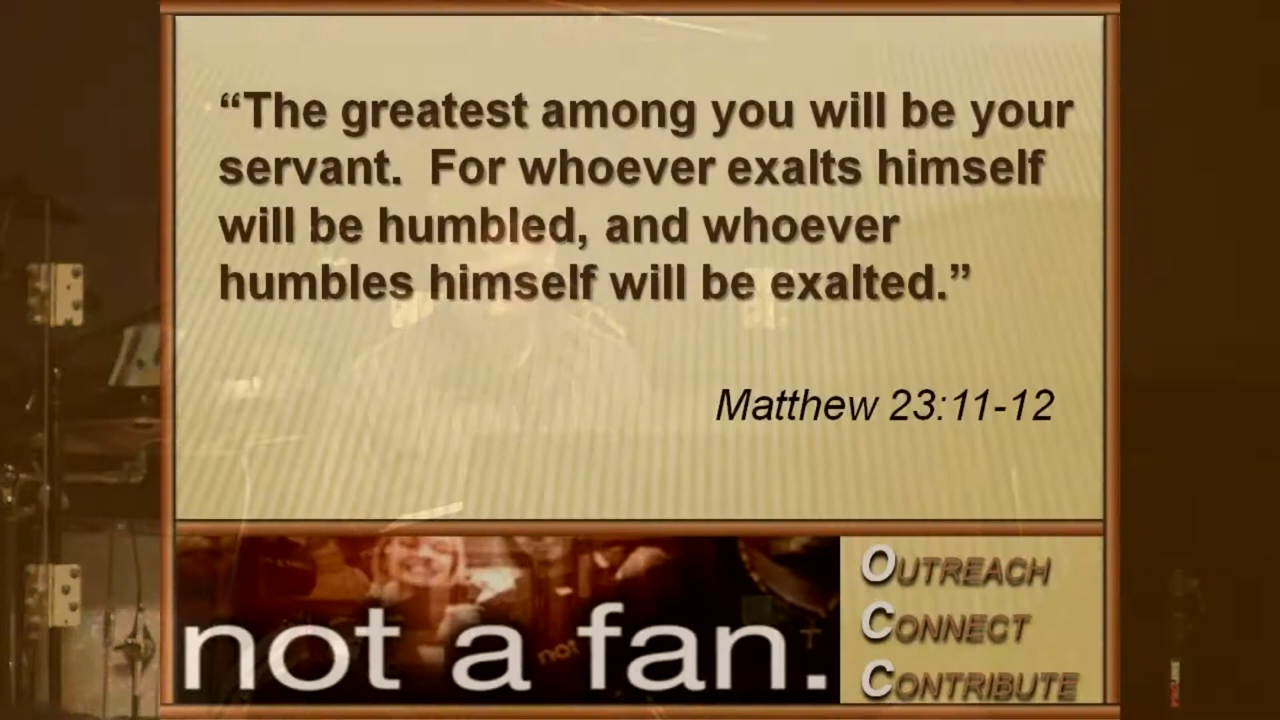 “The greatest among you will be your
servant.  For whoever exalts himself
will be humbled, and whoever
humbles himself will be exalted.”
Matthew 23:11-12
not a fan.
not
OUTREACH
CONNECT
CONTRIBUTE